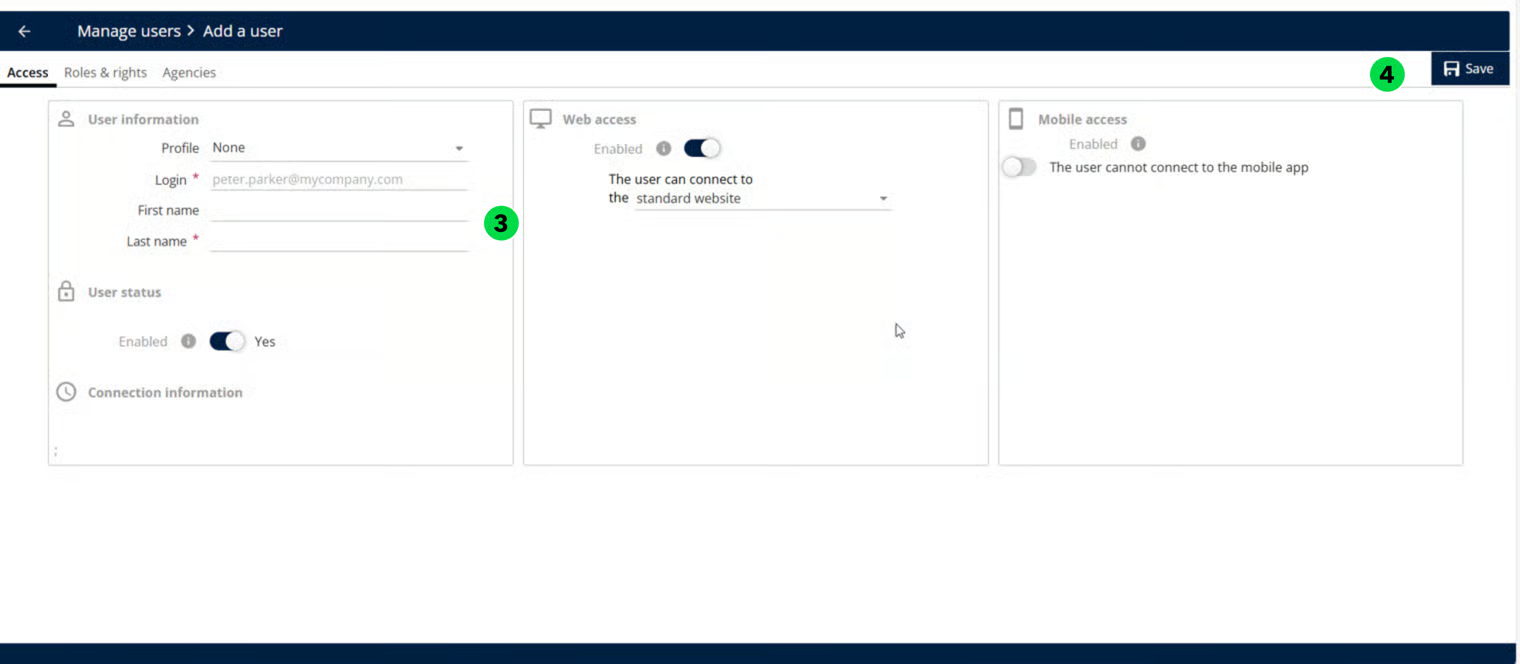 Manage users > Add a user
Access Roles & rights Agencies
4
Save
User information
Profile None
Login * peter.parker@mycompany.com
First name
Last name *
3
User status
Enabled Yes
Connection information
;
Web access
Enabled
The user can connect to
the standard website
Mobile access
Enabled
The user cannot connect to the mobile app